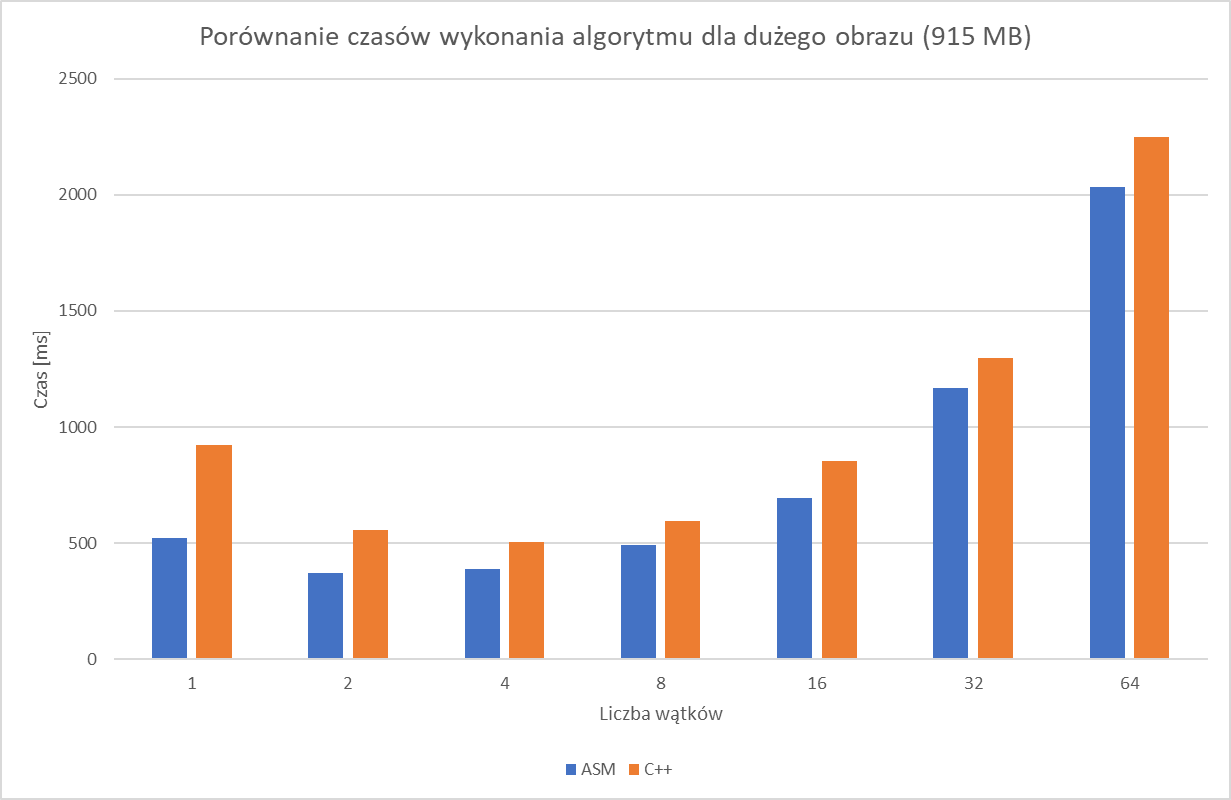 Porównanie czasów wykonania algorytmu dla dużego obrazu (915 MB)
2500
2000
1500
1000
500
0
Czas [ms]
1 2 4 8 16 32 64
Liczba wątków
ASM C++